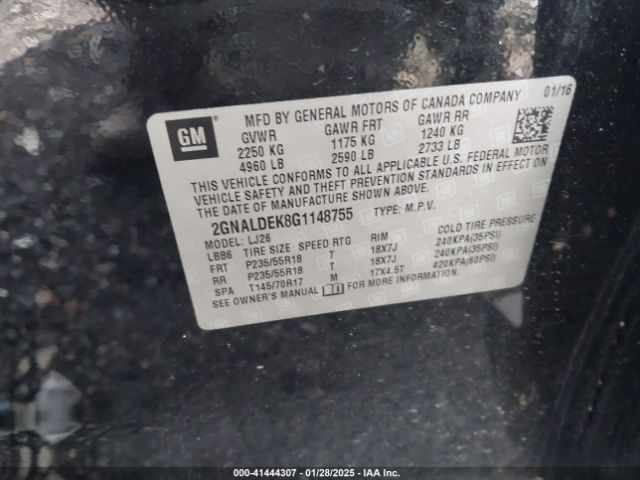 GM
MFD BY GENERAL MOTORS OF CANADA COMPANY 01/16
GVWR GAWR FRT GAWR RR
2250 KG 1175 KG 1240 KG
4960 LB 2590 LB 2733 LB
THIS VEHICLE CONFORMS TO ALL APPLICABLE U.S. FEDERAL MOTOR
VEHICLE SAFETY AND THEFT PREVENTION STANDARDS IN EFFECT ON
THE DATE OF MANUFACTURE SHOWN ABOVE.
2GNALDEK8G1148755 TYPE: M.P.V.
MODEL: LJ26
LBB6 TIRE SIZE SPEED RTG RIM COLD TIRE PRESSURE
FRT P235/55R18 T 18X7J 240KPA(35PSI)
RR P235/55R18 T 18X7J 240KPA(35PSI)
SPA T145/70R17 M 17X4.5T 420KPA(60PSI)
SEE OWNER'S MANUAL FOR MORE INFORMATION
000-41444307 - 01/28/2025 - IAA Inc.